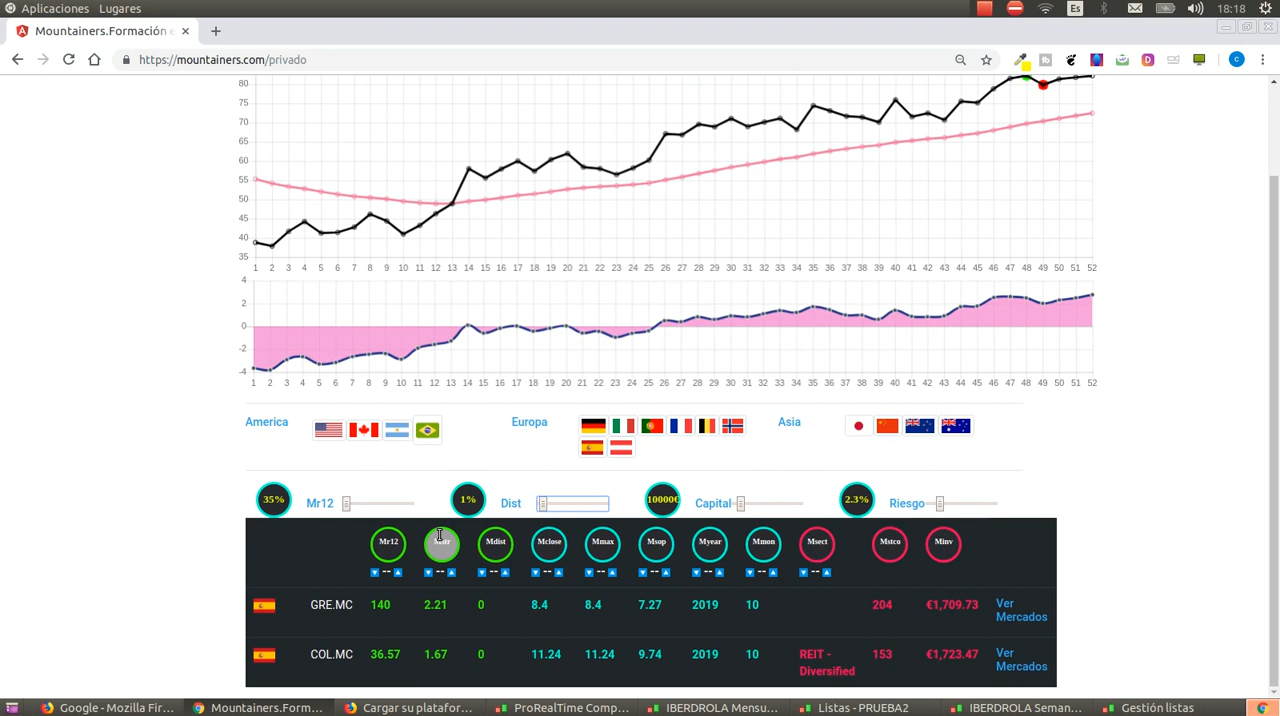 Aplicaciones Lugares Es 18:18
Mountainers.Formación e
https://mountainers.com/privado
80
75
70
65
60
55
50
45
40
35
1 2 3 4 5 6 7 8 9 10 11 12 13 14 15 16 17 18 19 20 21 22 23 24 25 26 27 28 29 30 31 32 33 34 35 36 37 38 39 40 41 42 43 44 45 46 47 48 49 50 51 52
4
2
0
-2
-4
1 2 3 4 5 6 7 8 9 10 11 12 13 14 15 16 17 18 19 20 21 22 23 24 25 26 27 28 29 30 31 32 33 34 35 36 37 38 39 40 41 42 43 44 45 46 47 48 49 50 51 52
America Europa Asia
35% Mr12 1% Dist 10000€ Capital 2.3% Riesgo
Mr12 Mstr Mdist Mclose Mmax Msop Myear Mmon Msect Mstco Minv
-- -- -- -- -- -- -- -- --
GRE.MC 140 2.21 0 8.4 8.4 7.27 2019 10 204 €1,709.73 Ver
Mercados
COL.MC 36.57 1.67 0 11.24 11.24 9.74 2019 10 REIT - 153 €1,723.47 Ver
Diversified Mercados
Google - Mozilla Fir... Mountainers.Form... Cargar su platafor... ProRealTime Comp... IBERDROLA Mensu... Listas - PRUEBA2 IBERDROLA Seman... Gestión listas